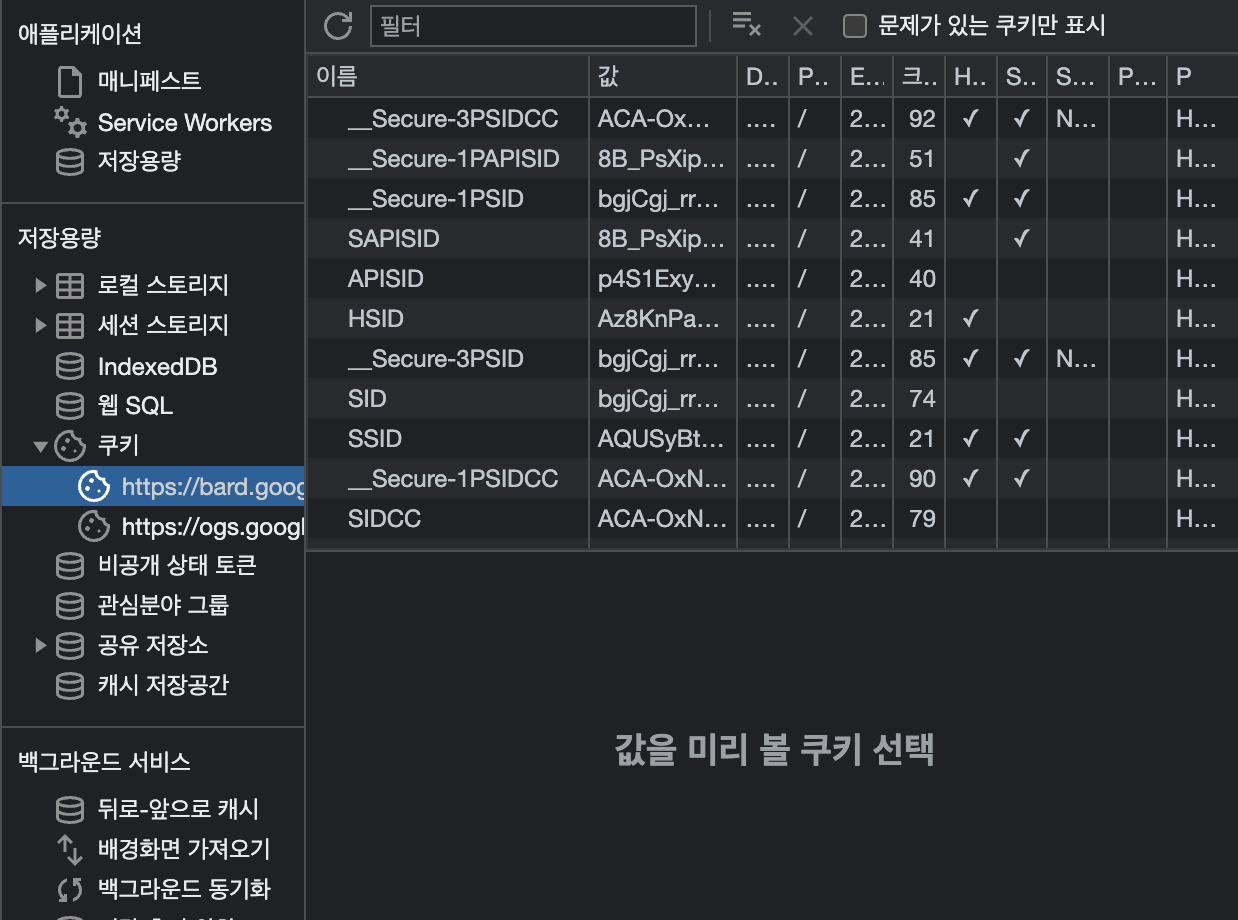 애플리케이션
매니페스트
Service Workers
저장용량
저장용량
로컬 스토리지
세션 스토리지
IndexedDB
웹 SQL
쿠키
https://bard.goog
https://ogs.googl
비공개 상태 토큰
관심분야 그룹
공유 저장소
캐시 저장공간
백그라운드 서비스
뒤로-앞으로 캐시
배경화면 가져오기
백그라운드 동기화
필터 문제가 있는 쿠키만 표시
이름 값 D.. P.. E... 크.. H.. S.. S... P... P
__Secure-3PSIDCC ACA-Ox... .... / 2... 92 ✓ ✓ N... H...
__Secure-1PAPISID 8B_PsXip... .... / 2... 51 ✓ H...
__Secure-1PSID bgjCgj_rr... .... / 2... 85 ✓ ✓ H...
SAPISID 8B_PsXip... .... / 2... 41 ✓ H...
APISID p4S1Exy... .... / 2... 40 H...
HSID Az8KnPa... .... / 2... 21 ✓ H...
__Secure-3PSID bgjCgj_rr... .... / 2... 85 ✓ ✓ N... H...
SID bgjCgj_rr... .... / 2... 74 H...
SSID AQUSyBt... .... / 2... 21 ✓ ✓ H...
__Secure-1PSIDCC ACA-OxN... .... / 2... 90 ✓ ✓ H...
SIDCC ACA-OxN... .... / 2... 79 H...
값을 미리 볼 쿠키 선택